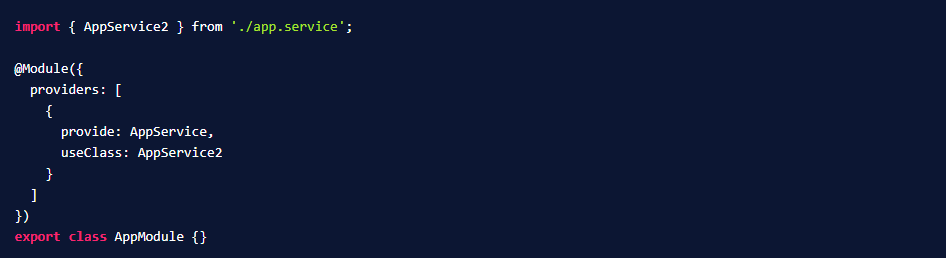 import { AppService2 } from './app.service';
@Module({
  providers: [
    {
      provide: AppService,
      useClass: AppService2
    }
  ]
})
export class AppModule {}